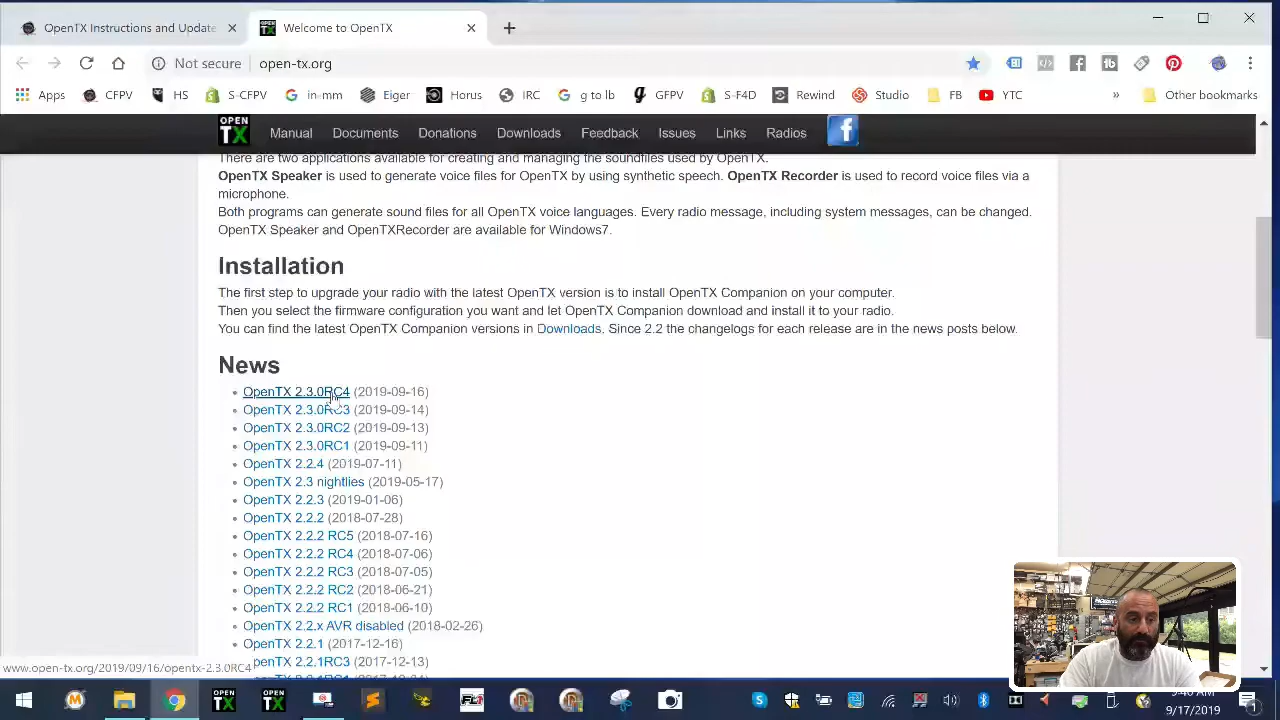 OpenTX Instructions and Update
Welcome to OpenTX
Not secure
open-tx.org
Apps
CFPV
HS
S-CFPV
in-mm
Eiger
Horus
IRC
g to lb
GFPV
S-F4D
Rewind
Studio
FB
YTC
»
Other bookmarks
OPEN
TX
Manual
Documents
Donations
Downloads
Feedback
Issues
Links
Radios
There are two applications available for creating and managing the soundfiles used by OpenTX.
OpenTX Speaker is used to generate voice files for OpenTX by using synthetic speech. OpenTX Recorder is used to record voice files via a
microphone.
Both programs can generate sound files for all OpenTX voice languages. Every radio message, including system messages, can be changed.
OpenTX Speaker and OpenTXRecorder are available for Windows7.
Installation
The first step to upgrade your radio with the latest OpenTX version is to install OpenTX Companion on your computer.
Then you select the firmware configuration you want and let OpenTX Companion download and install it to your radio.
You can find the latest OpenTX Companion versions in Downloads. Since 2.2 the changelogs for each release are in the news posts below.
News
OpenTX 2.3.0RC4 (2019-09-16)
OpenTX 2.3.0RC3 (2019-09-14)
OpenTX 2.3.0RC2 (2019-09-13)
OpenTX 2.3.0RC1 (2019-09-11)
OpenTX 2.2.4 (2019-07-11)
OpenTX 2.3 nightlies (2019-05-17)
OpenTX 2.2.3 (2019-01-06)
OpenTX 2.2.2 (2018-07-28)
OpenTX 2.2.2 RC5 (2018-07-16)
OpenTX 2.2.2 RC4 (2018-07-06)
OpenTX 2.2.2 RC3 (2018-07-05)
OpenTX 2.2.2 RC2 (2018-06-21)
OpenTX 2.2.2 RC1 (2018-06-10)
OpenTX 2.2.x AVR disabled (2018-02-26)
OpenTX 2.2.1 (2017-12-16)
penTX 2.2.1RC3 (2017-12-13)
www.open-tx.org/2019/09/16/opentx-2.3.0RC4
9/17/2019